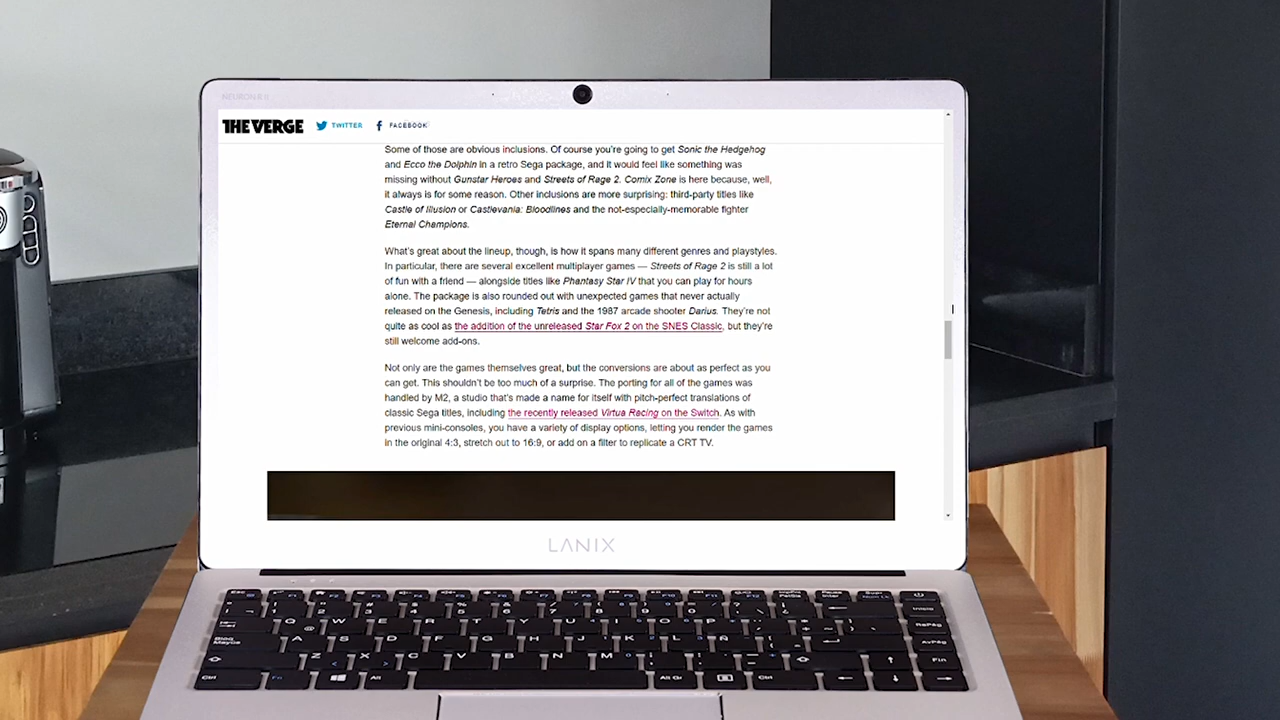 NEURON
THE VERGE TWITTER FACEBOOK
Some of those are obvious inclusions. Of course you're going to get Sonic the Hedgehog
and Ecco the Dolphin in a retro Sega package, and it would feel like something was
missing without Gunstar Heroes and Streets of Rage 2. Comix Zone is here because, well,
it always is for some reason. Other inclusions are more surprising: third-party titles like
Castle of Illusion or Castlevania: Bloodlines and the not-especially-memorable fighter
Eternal Champions.
What's great about the lineup, though, is how it spans many different genres and playstyles.
In particular, there are several excellent multiplayer games — Streets of Rage 2 is still a lot
of fun with a friend — alongside titles like Phantasy Star IV that you can play for hours
alone. The package is also rounded out with unexpected games that never actually
released on the Genesis, including Tetris and the 1987 arcade shooter Darius. They're not
quite as cool as the addition of the unreleased Star Fox 2 on the SNES Classic, but they're
still welcome add-ons.
Not only are the games themselves great, but the conversions are about as perfect as you
can get. This shouldn't be too much of a surprise. The porting for all of the games was
handled by M2, a studio that's made a name for itself with pitch-perfect translations of
classic Sega titles, including the recently released Virtua Racing on the Switch. As with
previous mini-consoles, you have a variety of display options, letting you render the games
in the original 4:3, stretch out to 16:9, or add on a filter to replicate a CRT TV.
LANIX
Esc
Inicio
Q @ W E R T Y U I O P
RePág
Bloq Mayús A S D F G H J K L Ñ
AvPág
Z X C V B N M
Fin
Ctrl Fn Alt Alt Gr Ctrl